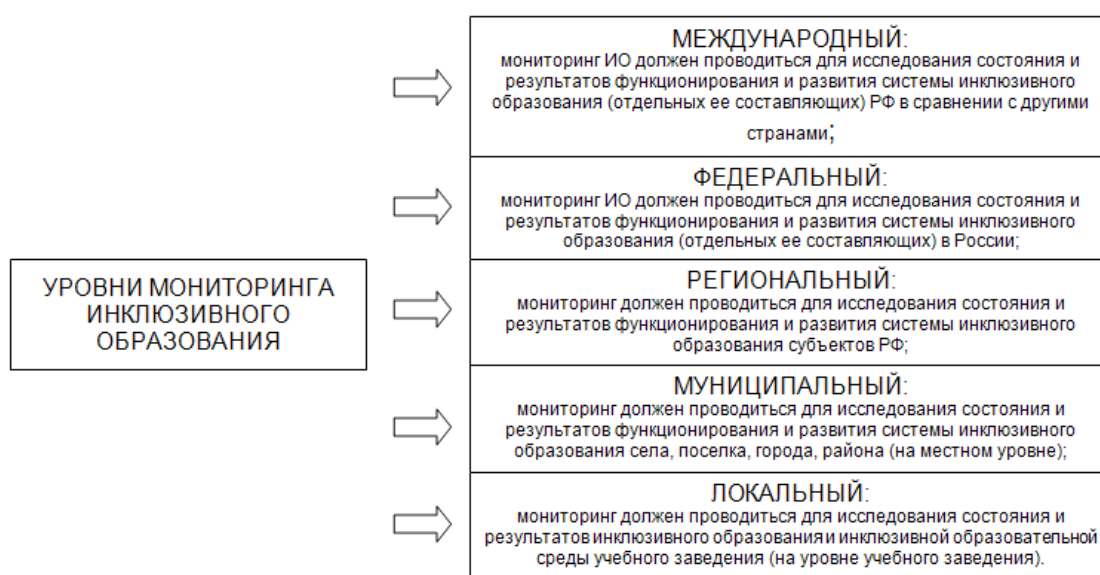 УРОВНИ МОНИТОРИНГА
ИНКЛЮЗИВНОГО
ОБРАЗОВАНИЯ
МЕЖДУНАРОДНЫЙ:
мониторинг ИО должен проводиться для исследования состояния и
результатов функционирования и развития системы инклюзивного
образования (отдельных ее составляющих) РФ в сравнении с другими
странами;
ФЕДЕРАЛЬНЫЙ:
мониторинг ИО должен проводиться для исследования состояния и
результатов функционирования и развития системы инклюзивного
образования (отдельных ее составляющих) в России;
РЕГИОНАЛЬНЫЙ:
мониторинг должен проводиться для исследования состояния и
результатов функционирования и развития системы инклюзивного
образования субъектов РФ;
МУНИЦИПАЛЬНЫЙ:
мониторинг должен проводиться для исследования состояния и
результатов функционирования и развития системы инклюзивного
образования села, поселка, города, района (на местном уровне);
ЛОКАЛЬНЫЙ:
мониторинг должен проводиться для исследования состояния и
результатов инклюзивного образования и инклюзивной образовательной
среды учебного заведения (на уровне учебного заведения).